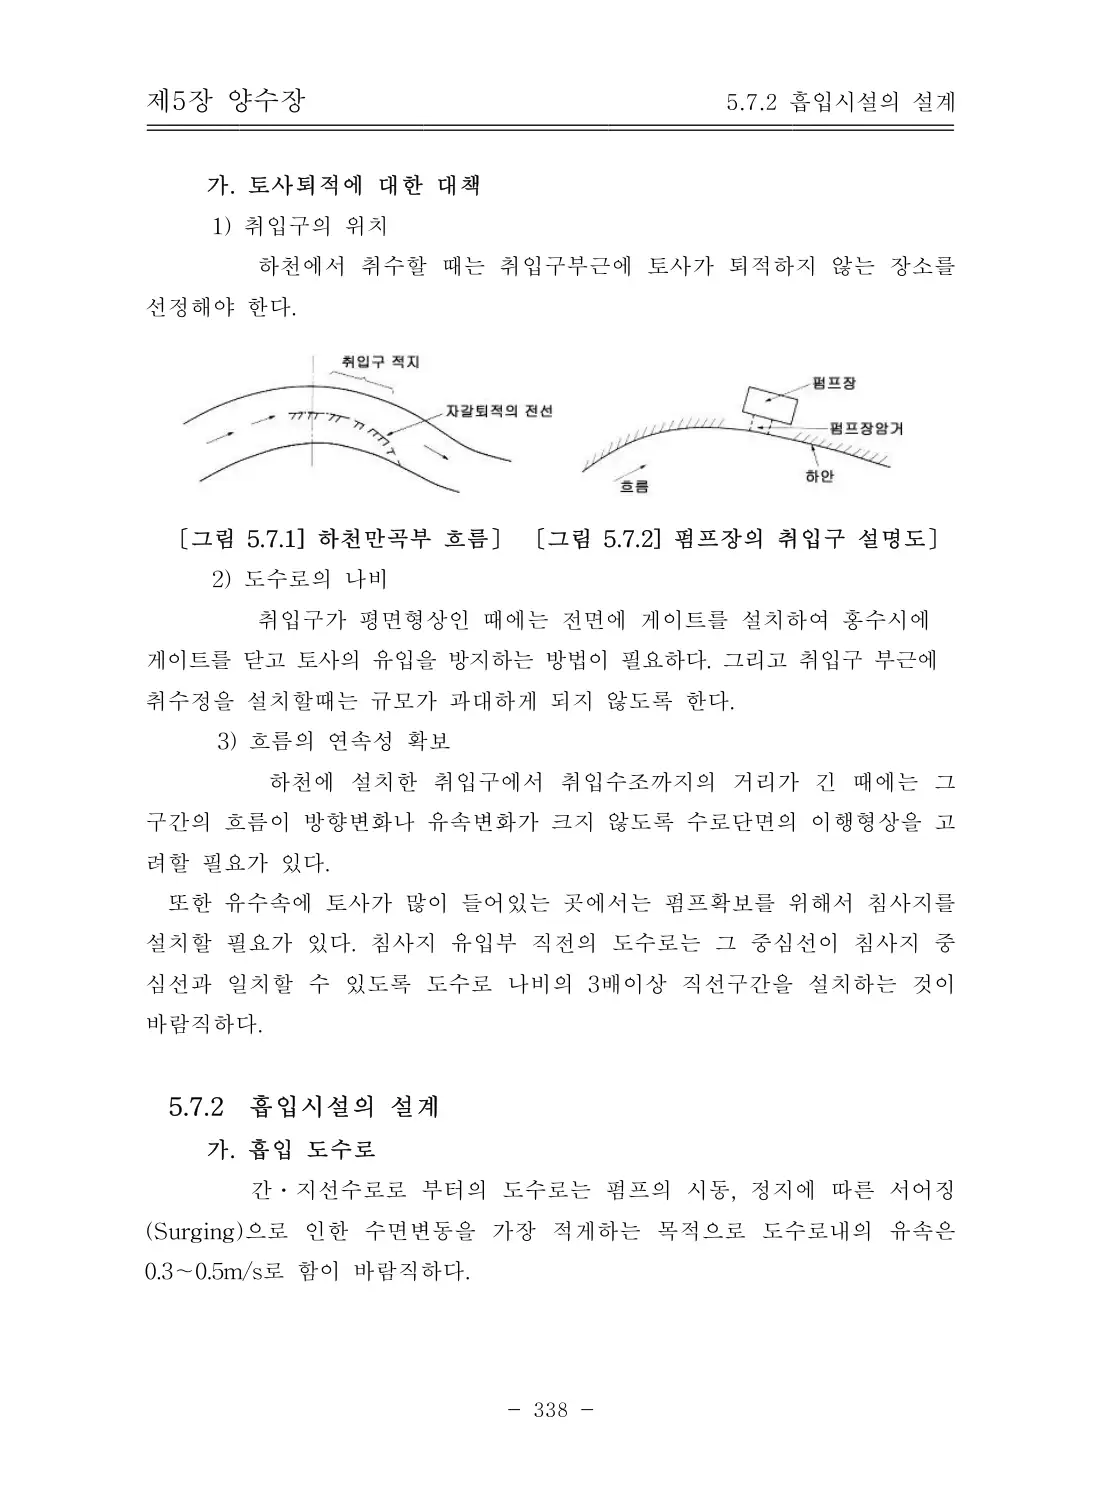 제5장 양수장
5.7.2 흡입시설의 설계
가. 토사퇴적에 대한 대책
1) 취입구의 위치
하천에서 취수할 때는 취입구부근에 토사가 퇴적하지 않는 장소를
선정해야 한다.
취입구 적지
자갈퇴적의 전선
펌프장
펌프장암거
하안
흐름
[그림 5.7.1] 하천만곡부 흐름]
[그림 5.7.2] 펌프장의 취입구 설명도]
2) 도수로의 나비
취입구가 평면형상인 때에는 전면에 게이트를 설치하여 홍수시에
게이트를 닫고 토사의 유입을 방지하는 방법이 필요하다. 그리고 취입구 부근에
취수정을 설치할때는 규모가 과대하게 되지 않도록 한다.
3) 흐름의 연속성 확보
하천에 설치한 취입구에서 취입수조까지의 거리가 긴 때에는 그
구간의 흐름이 방향변화나 유속변화가 크지 않도록 수로단면의 이행형상을 고
려할 필요가 있다.
또한 유수속에 토사가 많이 들어있는 곳에서는 펌프확보를 위해서 침사지를
설치할 필요가 있다. 침사지 유입부 직전의 도수로는 그 중심선이 침사지 중
심선과 일치할 수 있도록 도수로 나비의 3배이상 직선구간을 설치하는 것이
바람직하다.
5.7.2 흡입시설의 설계
가. 흡입 도수로
간·지선수로로 부터의 도수로는 펌프의 시동, 정지에 따른 서어징
(Surging)으로 인한 수면변동을 가장 적게하는 목적으로 도수로내의 유속은
0.3～0.5m/s로 함이 바람직하다.
- 338 -